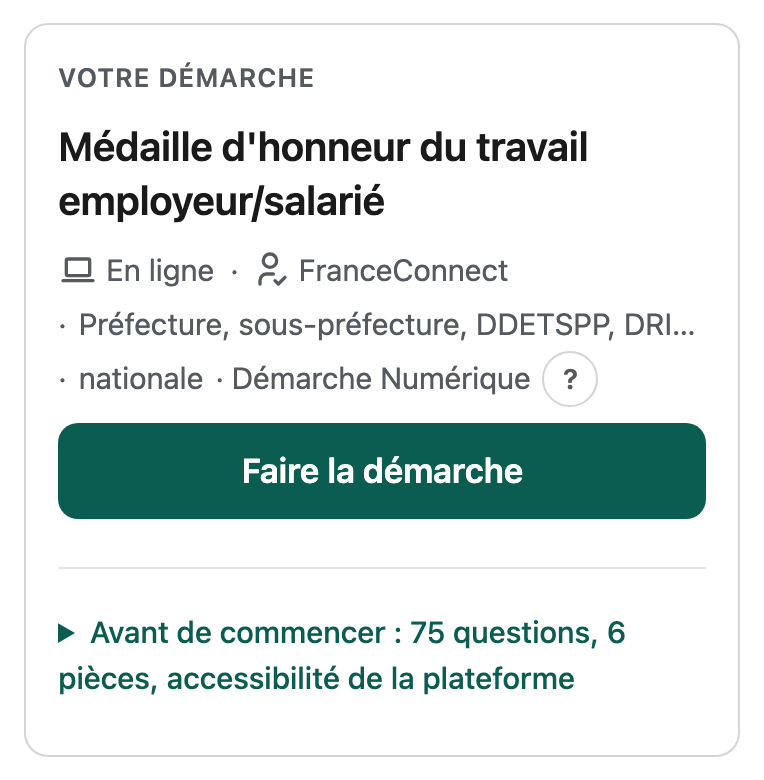 VOTRE DÉMARCHE
Médaille d'honneur du travail
employeur/salarié
En ligne · FranceConnect
· Préfecture, sous-préfecture, DDETSPP, DRI...
· nationale · Démarche Numérique ?
Faire la démarche
Avant de commencer : 75 questions, 6
pièces, accessibilité de la plateforme